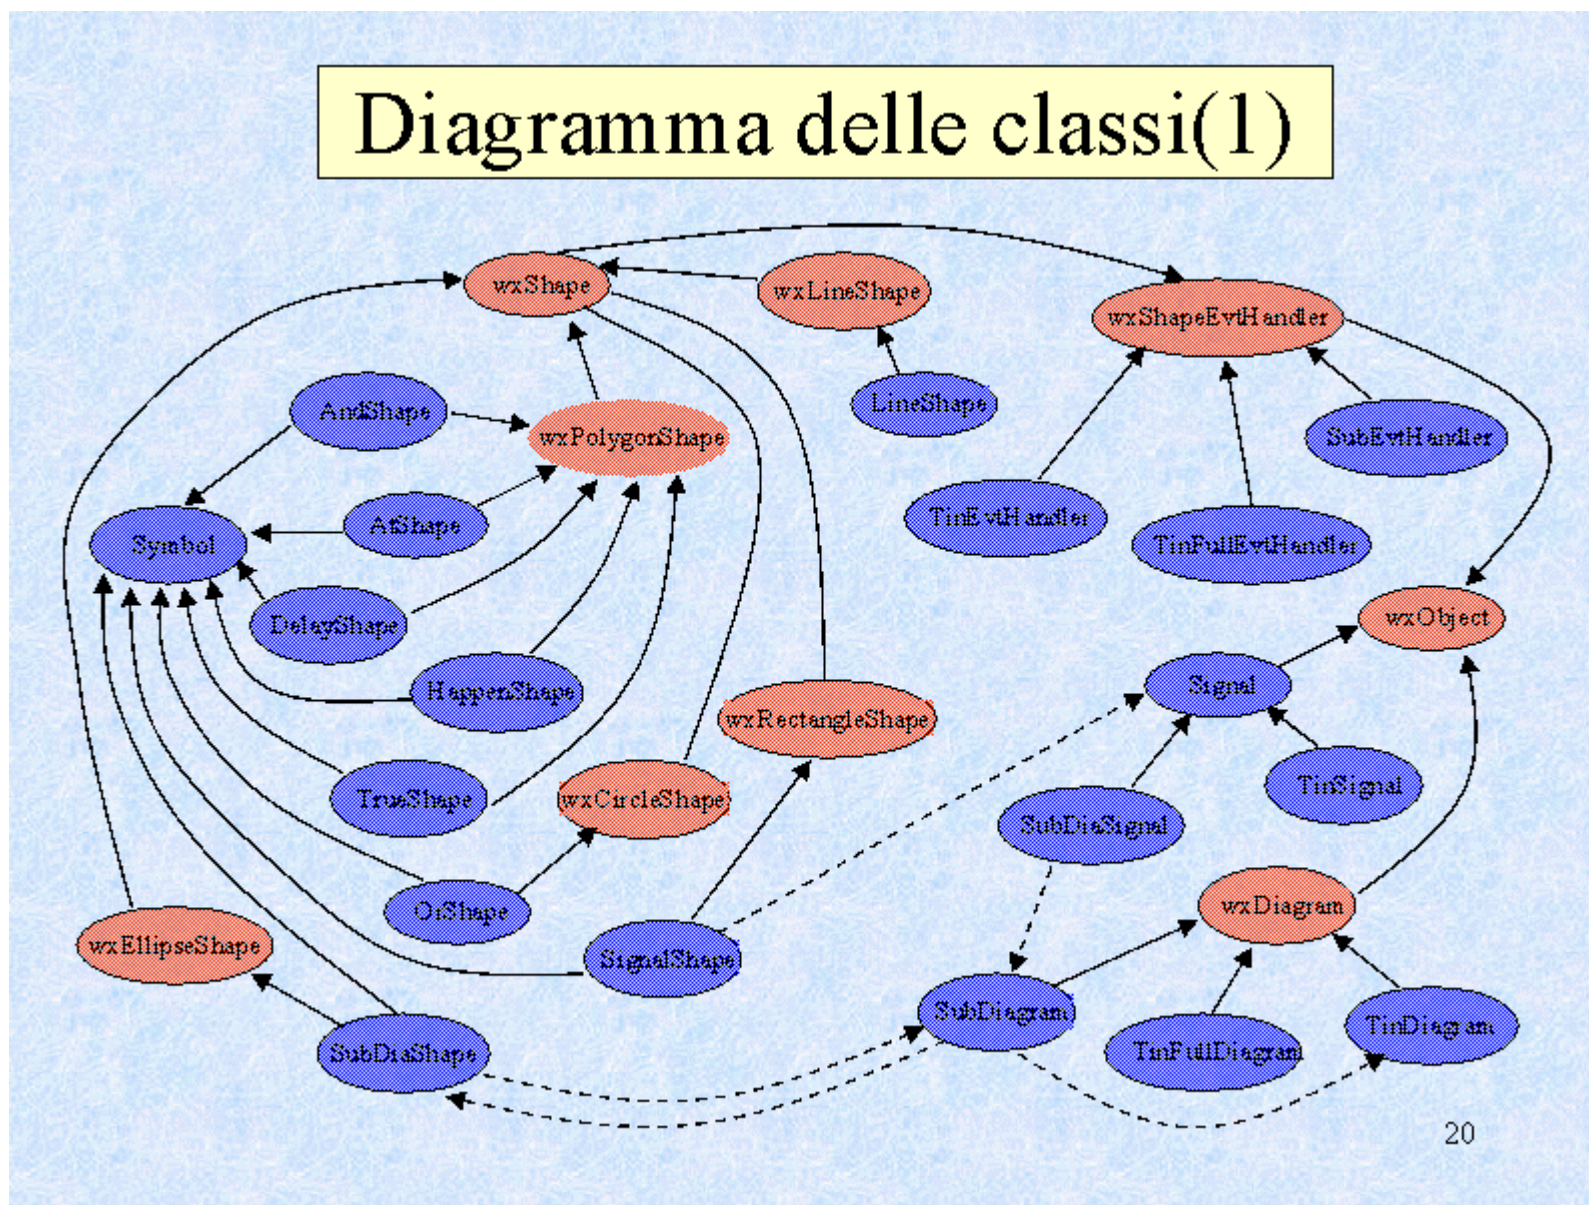 Diagramma delle classi(1)
wxShape
wxLineShape
wxShapeEvtHandler
AndShape
LineShape
wxPolygonShape
SubEvtHandler
AtShape
TinEvtHandler
Symbol
TinFullEvtHandler
DelayShape
wxObject
HappenShape
Signal
wxRectangleShape
TrueShape
wxCircleShape
TinSignal
SubDiaSignal
OrShape
wxDiagram
wxEllipseShape
SignalShape
SubDiagram
TinDiagram
SubDiaShape
TinFullDiagram
20